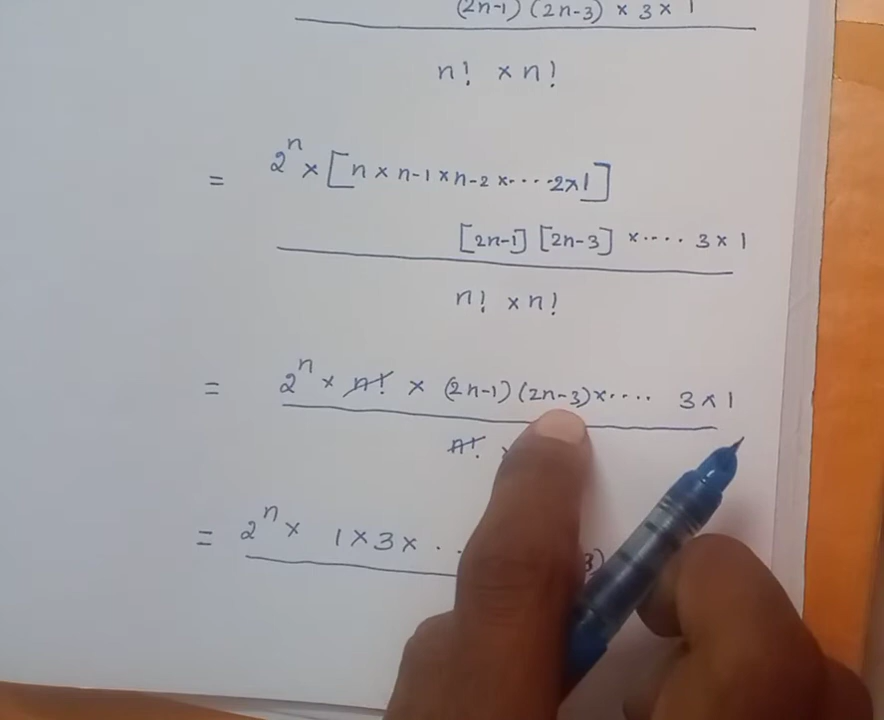 (2n-1) (2n-3) × 3 × 1
n! × n!
= 2ⁿ × [n × n-1 × n-2 ×....2×1]
[2n-1] [2n-3] ×.... 3 × 1
n! × n!
= 2ⁿ × n! × (2n-1) (2n-3)×.... 3 × 1
n!
= 2ⁿ × 1 × 3 × .. 3)